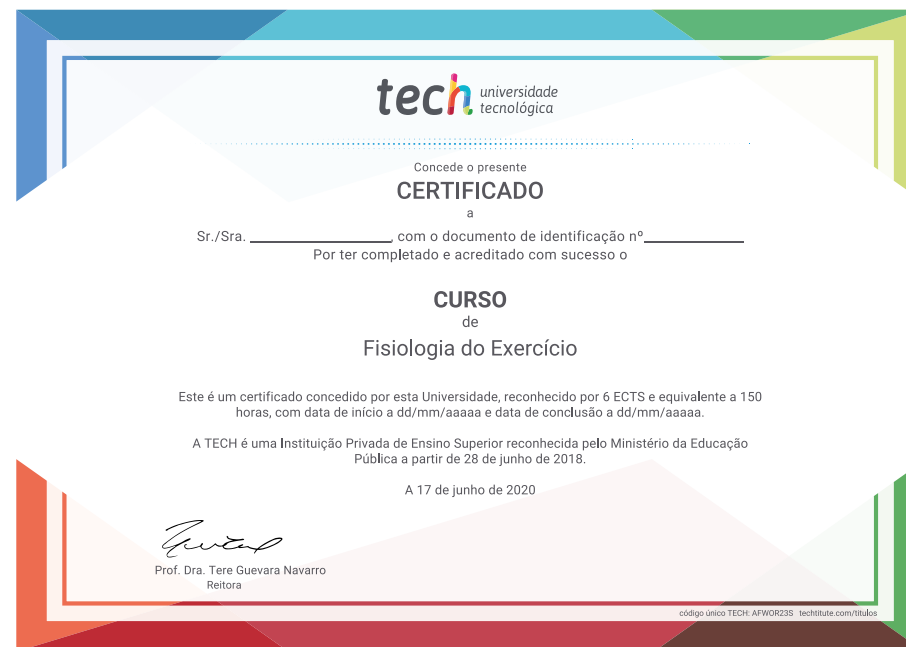 tech universidade
tecnológica
Concede o presente
CERTIFICADO
a
Sr./Sra. ____________________, com o documento de identificação nº______________
Por ter completado e acreditado com sucesso o
CURSO
de
Fisiologia do Exercício
Este é um certificado concedido por esta Universidade, reconhecido por 6 ECTS e equivalente a 150
horas, com data de início a dd/mm/aaaaa e data de conclusão a dd/mm/aaaaa.
A TECH é uma Instituição Privada de Ensino Superior reconhecida pelo Ministério da Educação
Pública a partir de 28 de junho de 2018.
A 17 de junho de 2020
Prof. Dra. Tere Guevara Navarro
Reitora
código único TECH: AFWOR23S techtitute.com/titulos